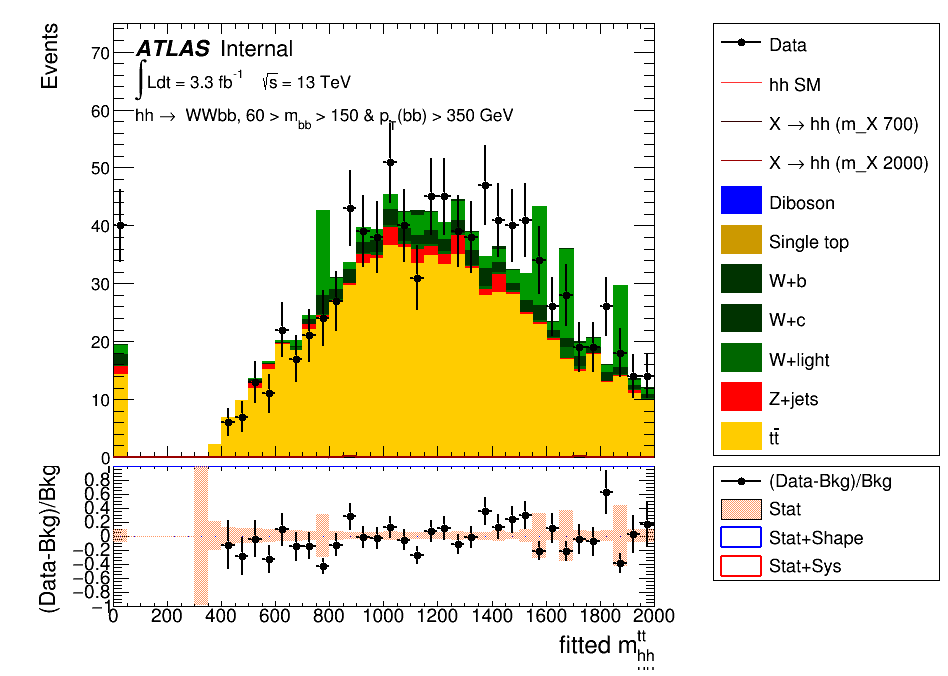 Events
70
60
50
40
30
20
10
0
ATLAS Internal
∫Ldt = 3.3 fb⁻¹ √s = 13 TeV
hh → WWbb, 60 > m_bb > 150 & p_T(bb) > 350 GeV
Data
hh SM
X → hh (m_X 700)
X → hh (m_X 2000)
Diboson
Single top
W+b
W+c
W+light
Z+jets
tt̄
(Data-Bkg)/Bkg
0.8
0.6
0.4
0.2
0
−0.2
−0.4
−0.6
−0.8
−1
0 200 400 600 800 1000 1200 1400 1600 1800 2000
fitted m^tt_hh
(Data-Bkg)/Bkg
Stat
Stat+Shape
Stat+Sys